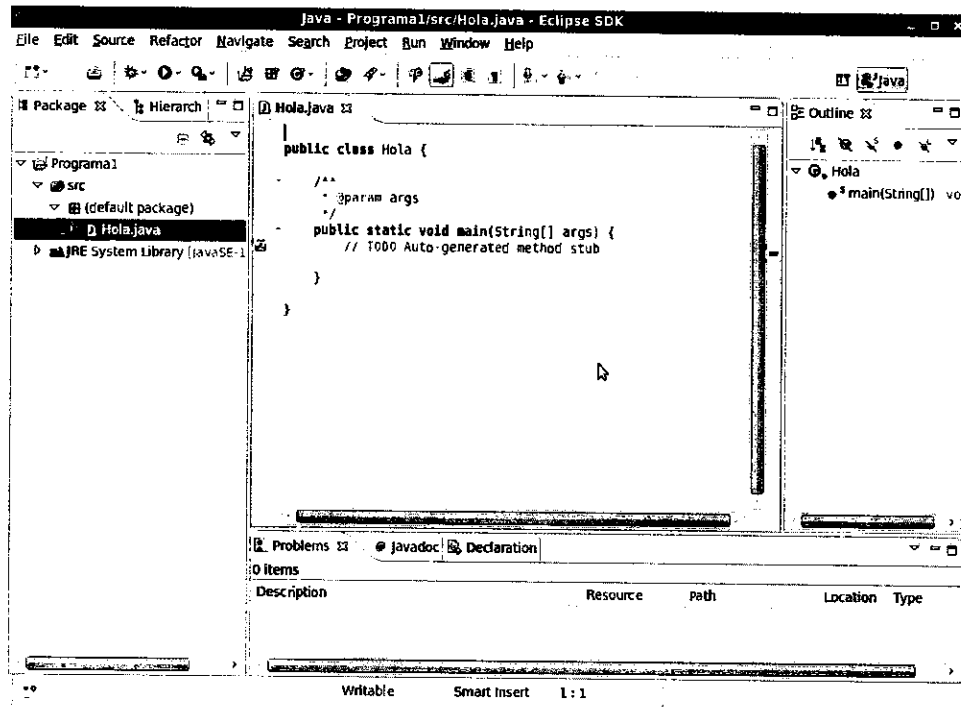 Java - Programa1/src/Hola.java - Eclipse SDK
File Edit Source Refactor Navigate Search Project Run Window Help
Java
Package Hierarch
Programa1
src
(default package)
Hola.java
JRE System Library [JavaSE-1
Hola.java
public class Hola {
/**
* @param args
*/
public static void main(String[] args) {
// TODO Auto-generated method stub
}
}
Outline
Hola
main(String[]) vo
Problems Javadoc Declaration
0 items
Description Resource Path Location Type
Writable Smart Insert 1:1